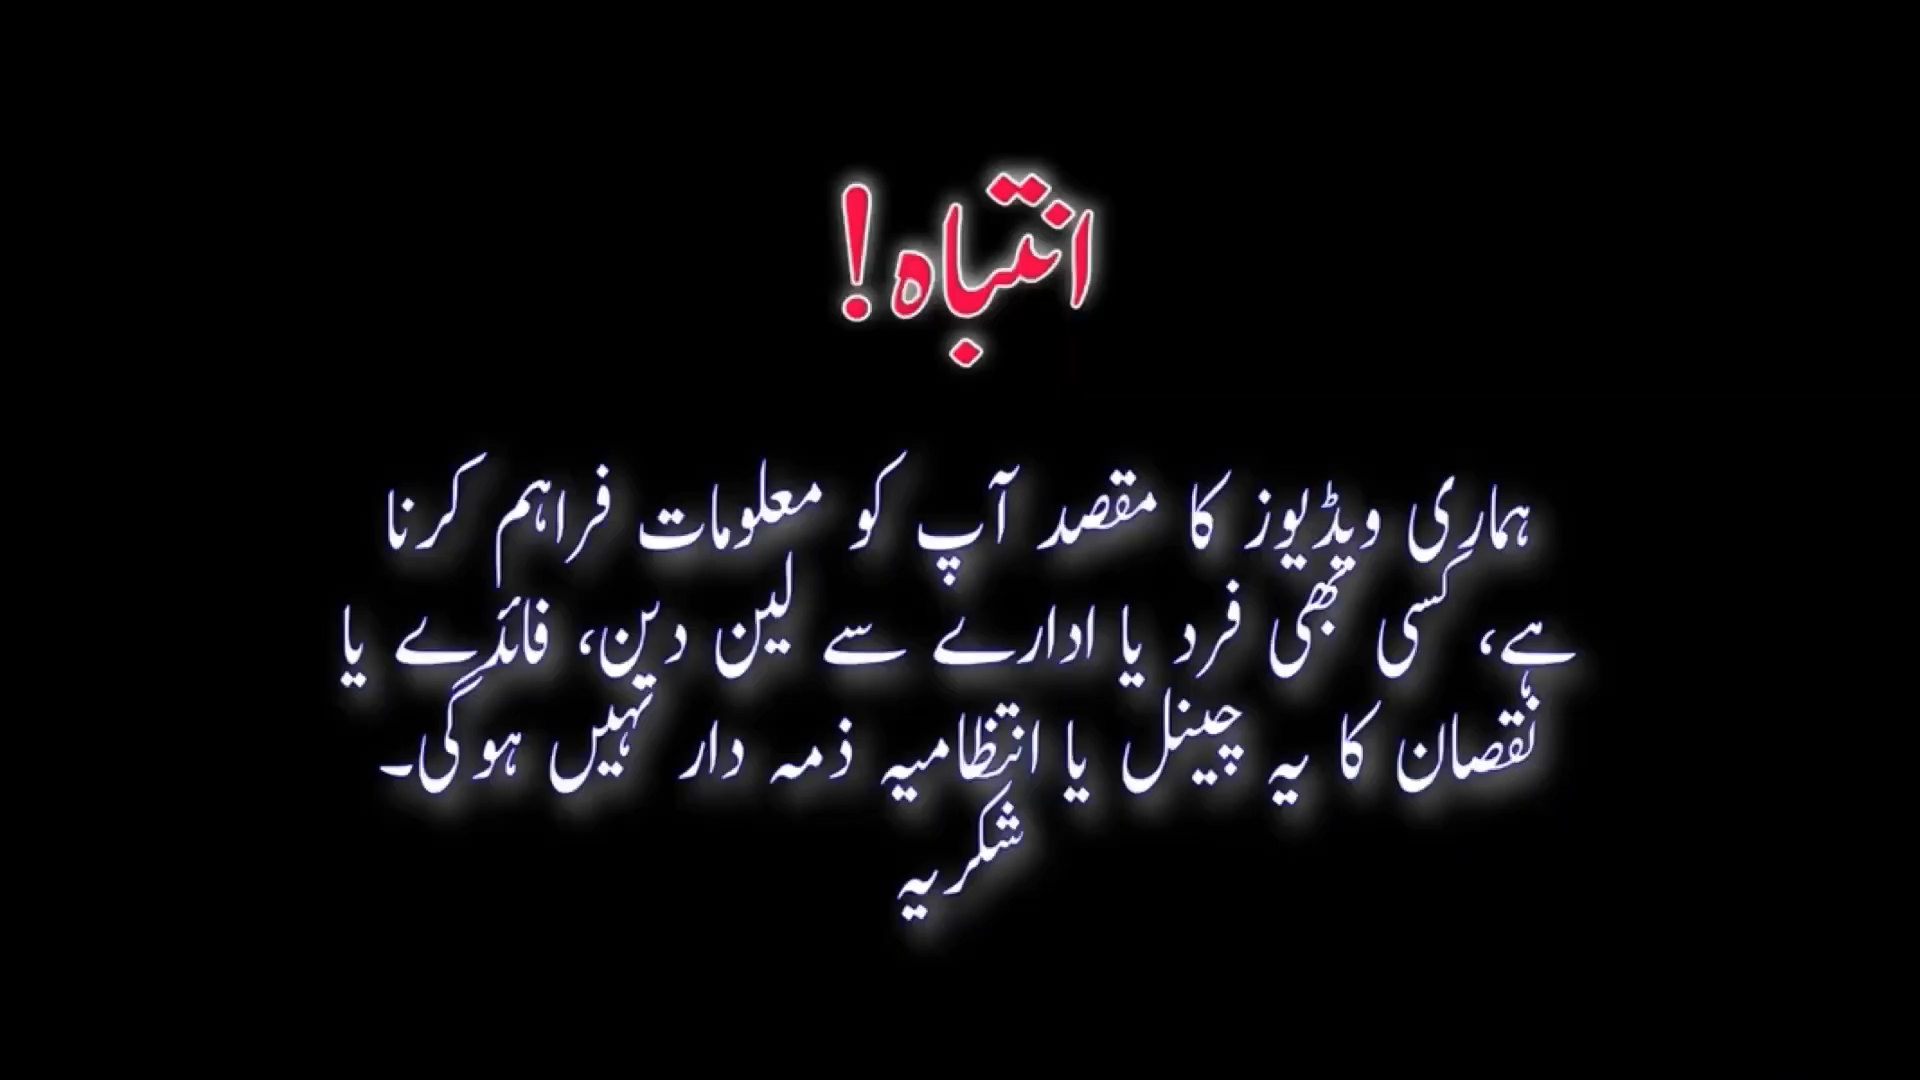 انتباہ!
ہماری ویڈیوز کا مقصد آپ کو معلومات فراہم کرنا
ہے، کسی بھی فرد یا ادارے سے لین دین، فائدے یا
نقصان کا یہ چینل یا انتظامیہ ذمہ دار نہیں ہوگی۔
شکریہ